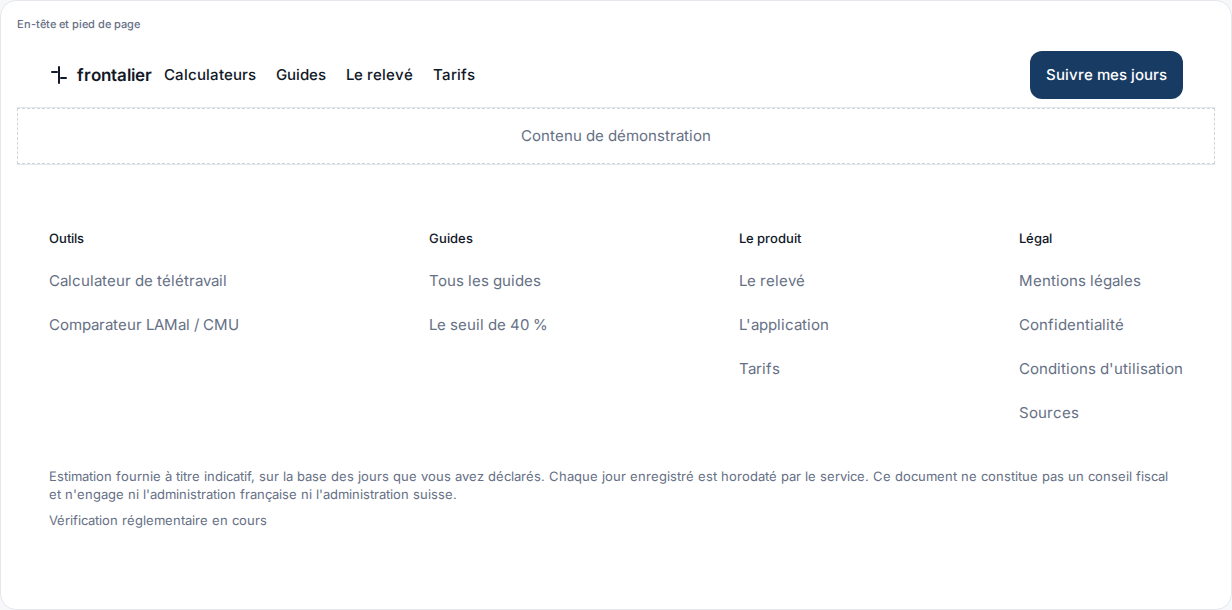 En-tête et pied de page
frontalier Calculateurs Guides Le relevé Tarifs Suivre mes jours
Contenu de démonstration
Outils Guides Le produit Légal
Calculateur de télétravail Tous les guides Le relevé Mentions légales
Comparateur LAMal / CMU Le seuil de 40 % L'application Confidentialité
Tarifs Conditions d'utilisation
Sources
Estimation fournie à titre indicatif, sur la base des jours que vous avez déclarés. Chaque jour enregistré est horodaté par le service. Ce document ne constitue pas un conseil fiscal
et n'engage ni l'administration française ni l'administration suisse.
Vérification réglementaire en cours